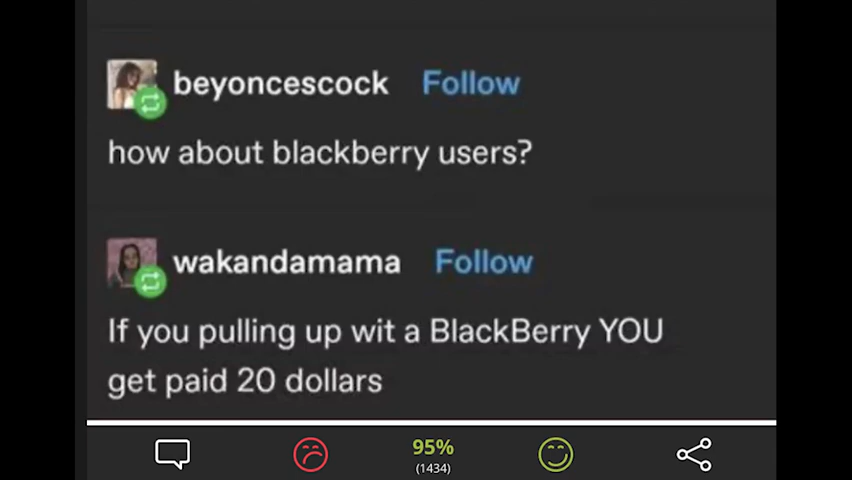 beyoncescock Follow
how about blackberry users?
wakandamama Follow
If you pulling up wit a BlackBerry YOU
get paid 20 dollars
95%
(1434)